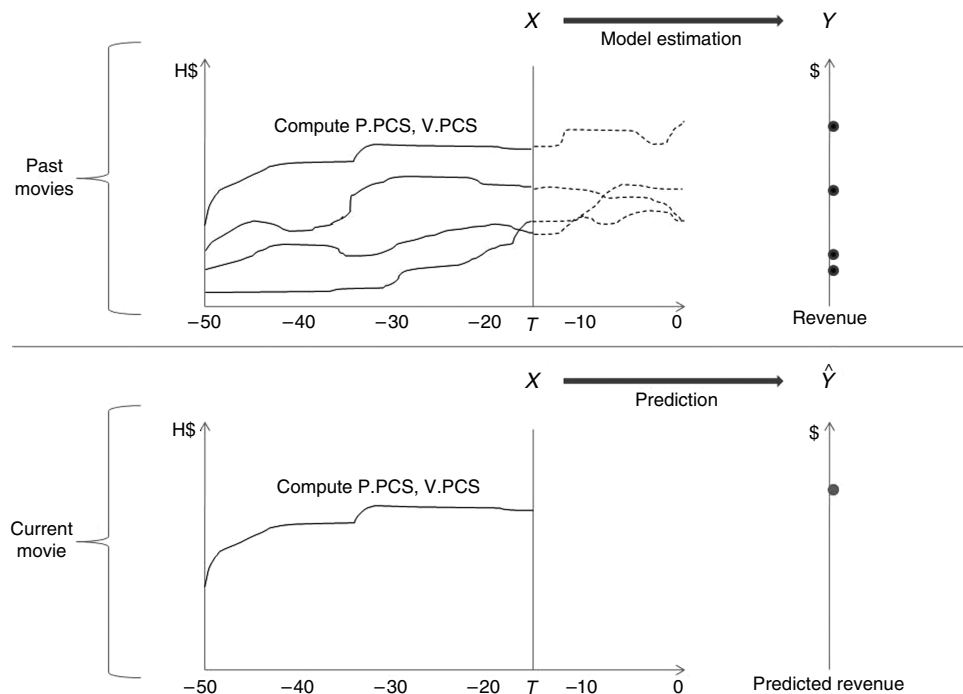 X Y
Model estimation
H$ $
Compute P.PCS, V.PCS
Past
movies
−50 −40 −30 −20 T −10 0 Revenue
X Ŷ
Prediction
H$ $
Compute P.PCS, V.PCS
Current
movie
−50 −40 −30 −20 T −10 0 Predicted revenue